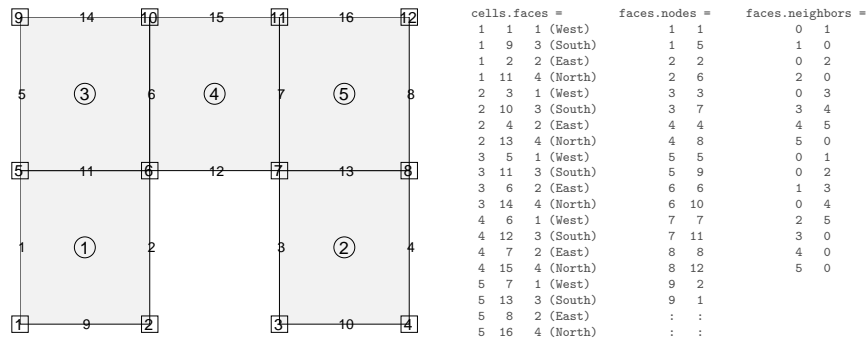 9 14 10 15 11 16 12
5 3 6 4 7 5 8
5 11 6 12 7 13 8
1 1 2 3 2 4
1 9 2 3 10 4
cells.faces =
1 1 1 (West)
1 9 3 (South)
1 2 2 (East)
1 11 4 (North)
2 3 1 (West)
2 10 3 (South)
2 4 2 (East)
2 13 4 (North)
3 5 1 (West)
3 11 3 (South)
3 6 2 (East)
3 14 4 (North)
4 6 1 (West)
4 12 3 (South)
4 7 2 (East)
4 15 4 (North)
5 7 1 (West)
5 13 3 (South)
5 8 2 (East)
5 16 4 (North)
faces.nodes =
1 1
1 5
2 2
2 6
3 3
3 7
4 4
4 8
5 5
5 9
6 6
6 10
7 7
7 11
8 8
8 12
9 2
9 1
: :
: :
faces.neighbors =
0 1
1 0
0 2
2 0
0 3
3 4
4 5
5 0
0 1
0 2
1 3
0 4
2 5
3 0
4 0
5 0